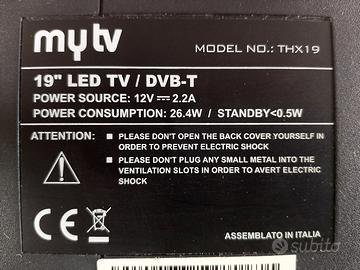 mytv
MODEL NO.: THX19
19" LED TV / DVB-T
POWER SOURCE: 12V ⎓ 2.2A
POWER CONSUMPTION: 26.4W / STANDBY<0.5W
ATTENTION:
■ PLEASE DON'T OPEN THE BACK COVER YOURSELF IN
ORDER TO PREVENT ELECTRIC SHOCK
■ PLEASE DON'T PLUG ANY SMALL METAL INTO THE
VENTILATION SLOTS IN ORDER TO AVERT ELECTRIC
SHOCK!
CE
ASSEMBLATO IN ITALIA
subito